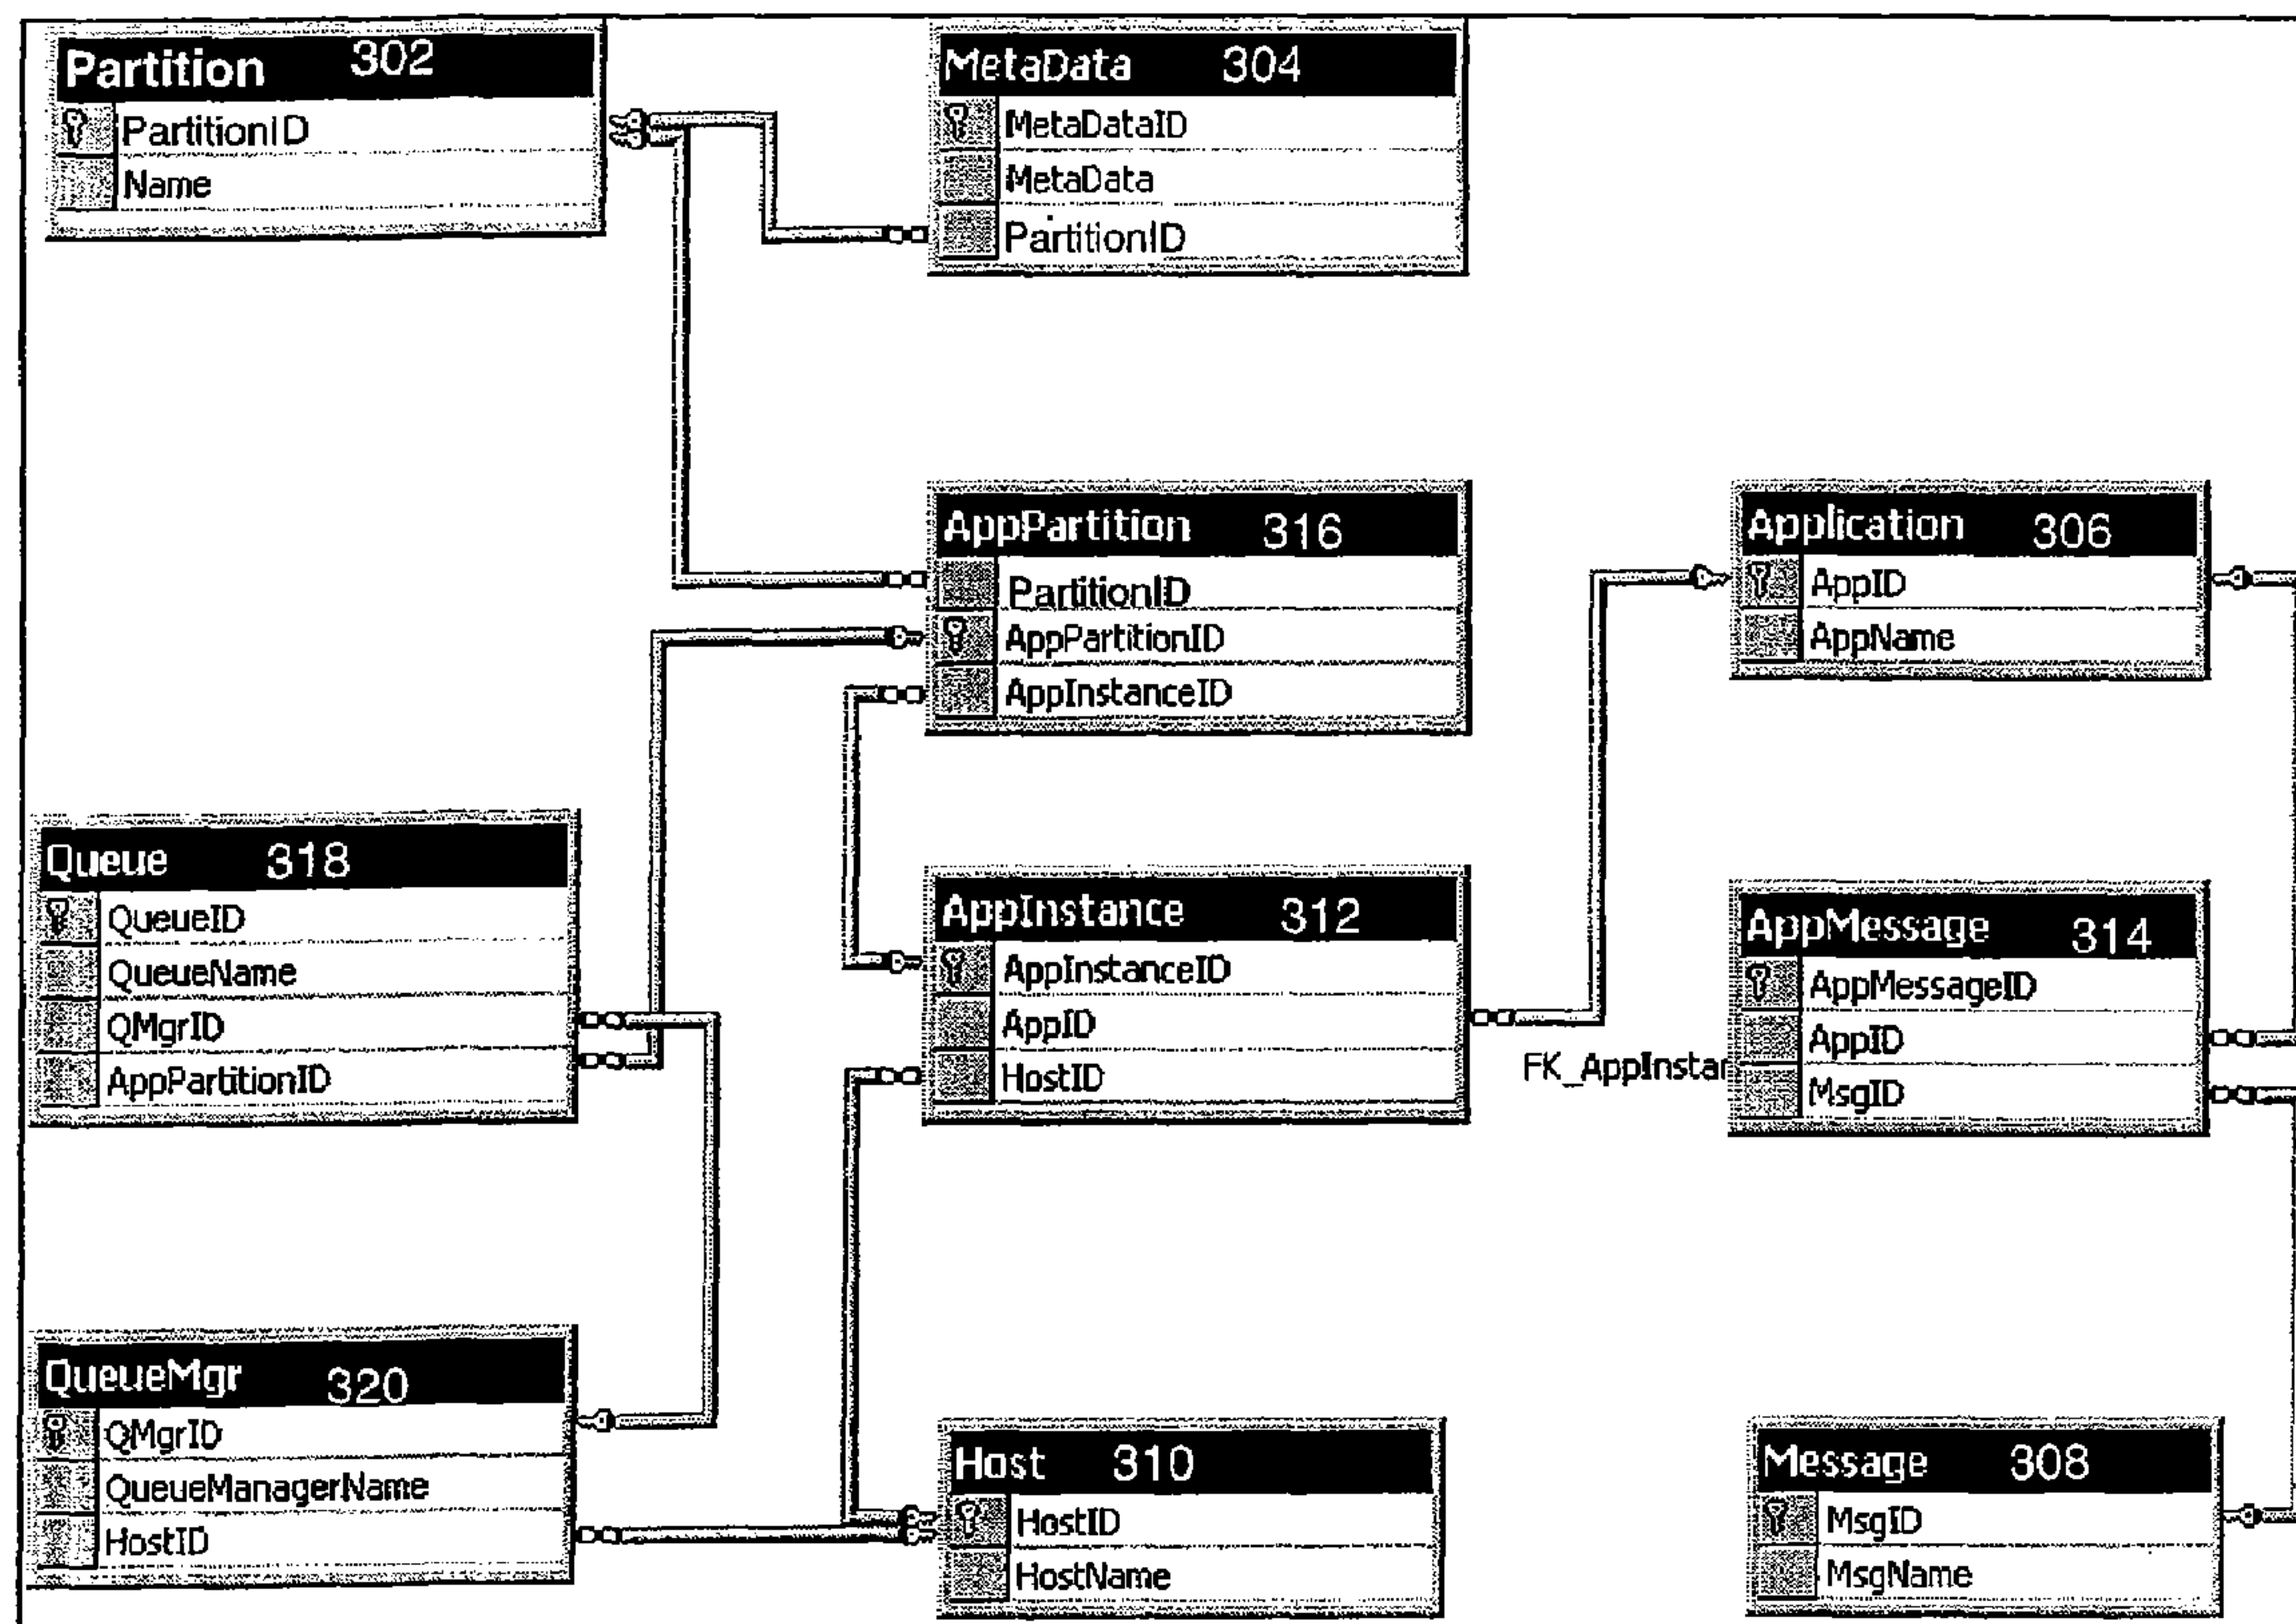 Partition 302
PartitionID
Name
MetaData 304
MetaDataID
MetaData
PartitionID
AppPartition 316
PartitionID
AppPartitionID
AppInstanceID
Application 306
AppID
AppName
Queue 318
QueueID
QueueName
QMgrID
AppPartitionID
AppInstance 312
AppInstanceID
AppID
HostID
FK_AppInstan
AppMessage 314
AppMessageID
AppID
MsgID
QueueMgr 320
QMgrID
QueueManagerName
HostID
Host 310
HostID
HostName
Message 308
MsgID
MsgName